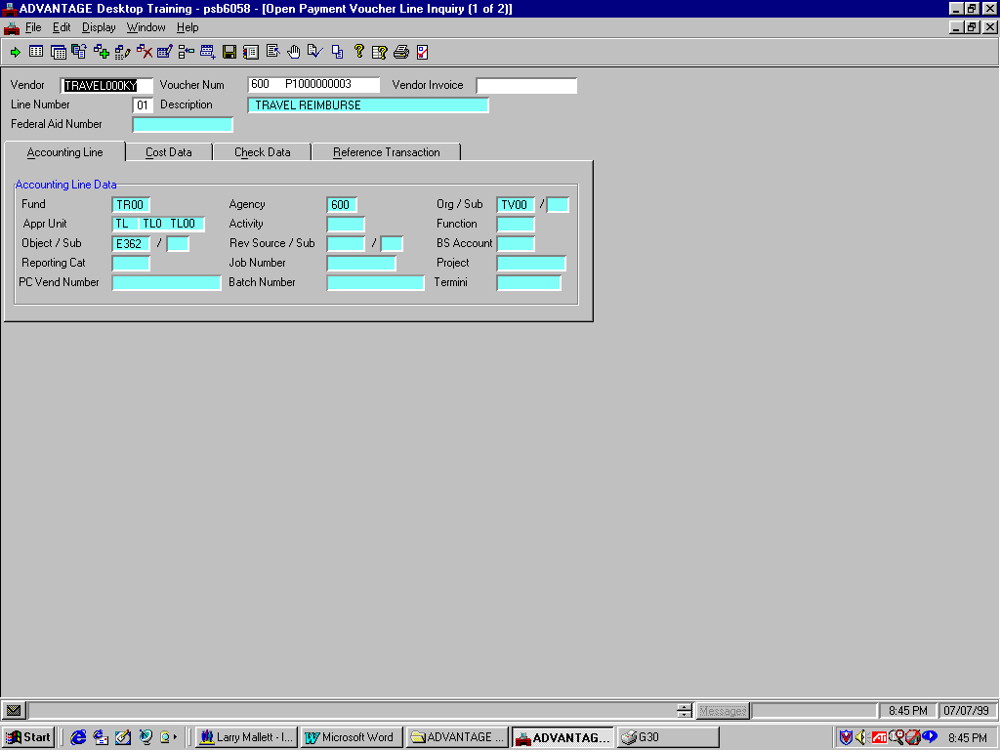 ADVANTAGE Desktop Training - psb6058 - [Open Payment Voucher Line Inquiry (1 of 2)]
File Edit Display Window Help
Vendor TRAVEL000KY Voucher Num 600 P1000000003 Vendor Invoice
Line Number 01 Description TRAVEL REIMBURSE
Federal Aid Number
Accounting Line Cost Data Check Data Reference Transaction
Accounting Line Data
Fund TR00 Agency 600 Org / Sub TV00 /
Appr Unit TL TL0 TL00 Activity Function
Object / Sub E362 / Rev Source / Sub / BS Account
Reporting Cat Job Number Project
PC Vend Number Batch Number Termini
Messages 8:45 PM 07/07/99
Start Larry Mallett - I... Microsoft Word ADVANTAGE ... ADVANTAG... G30 8:45 PM